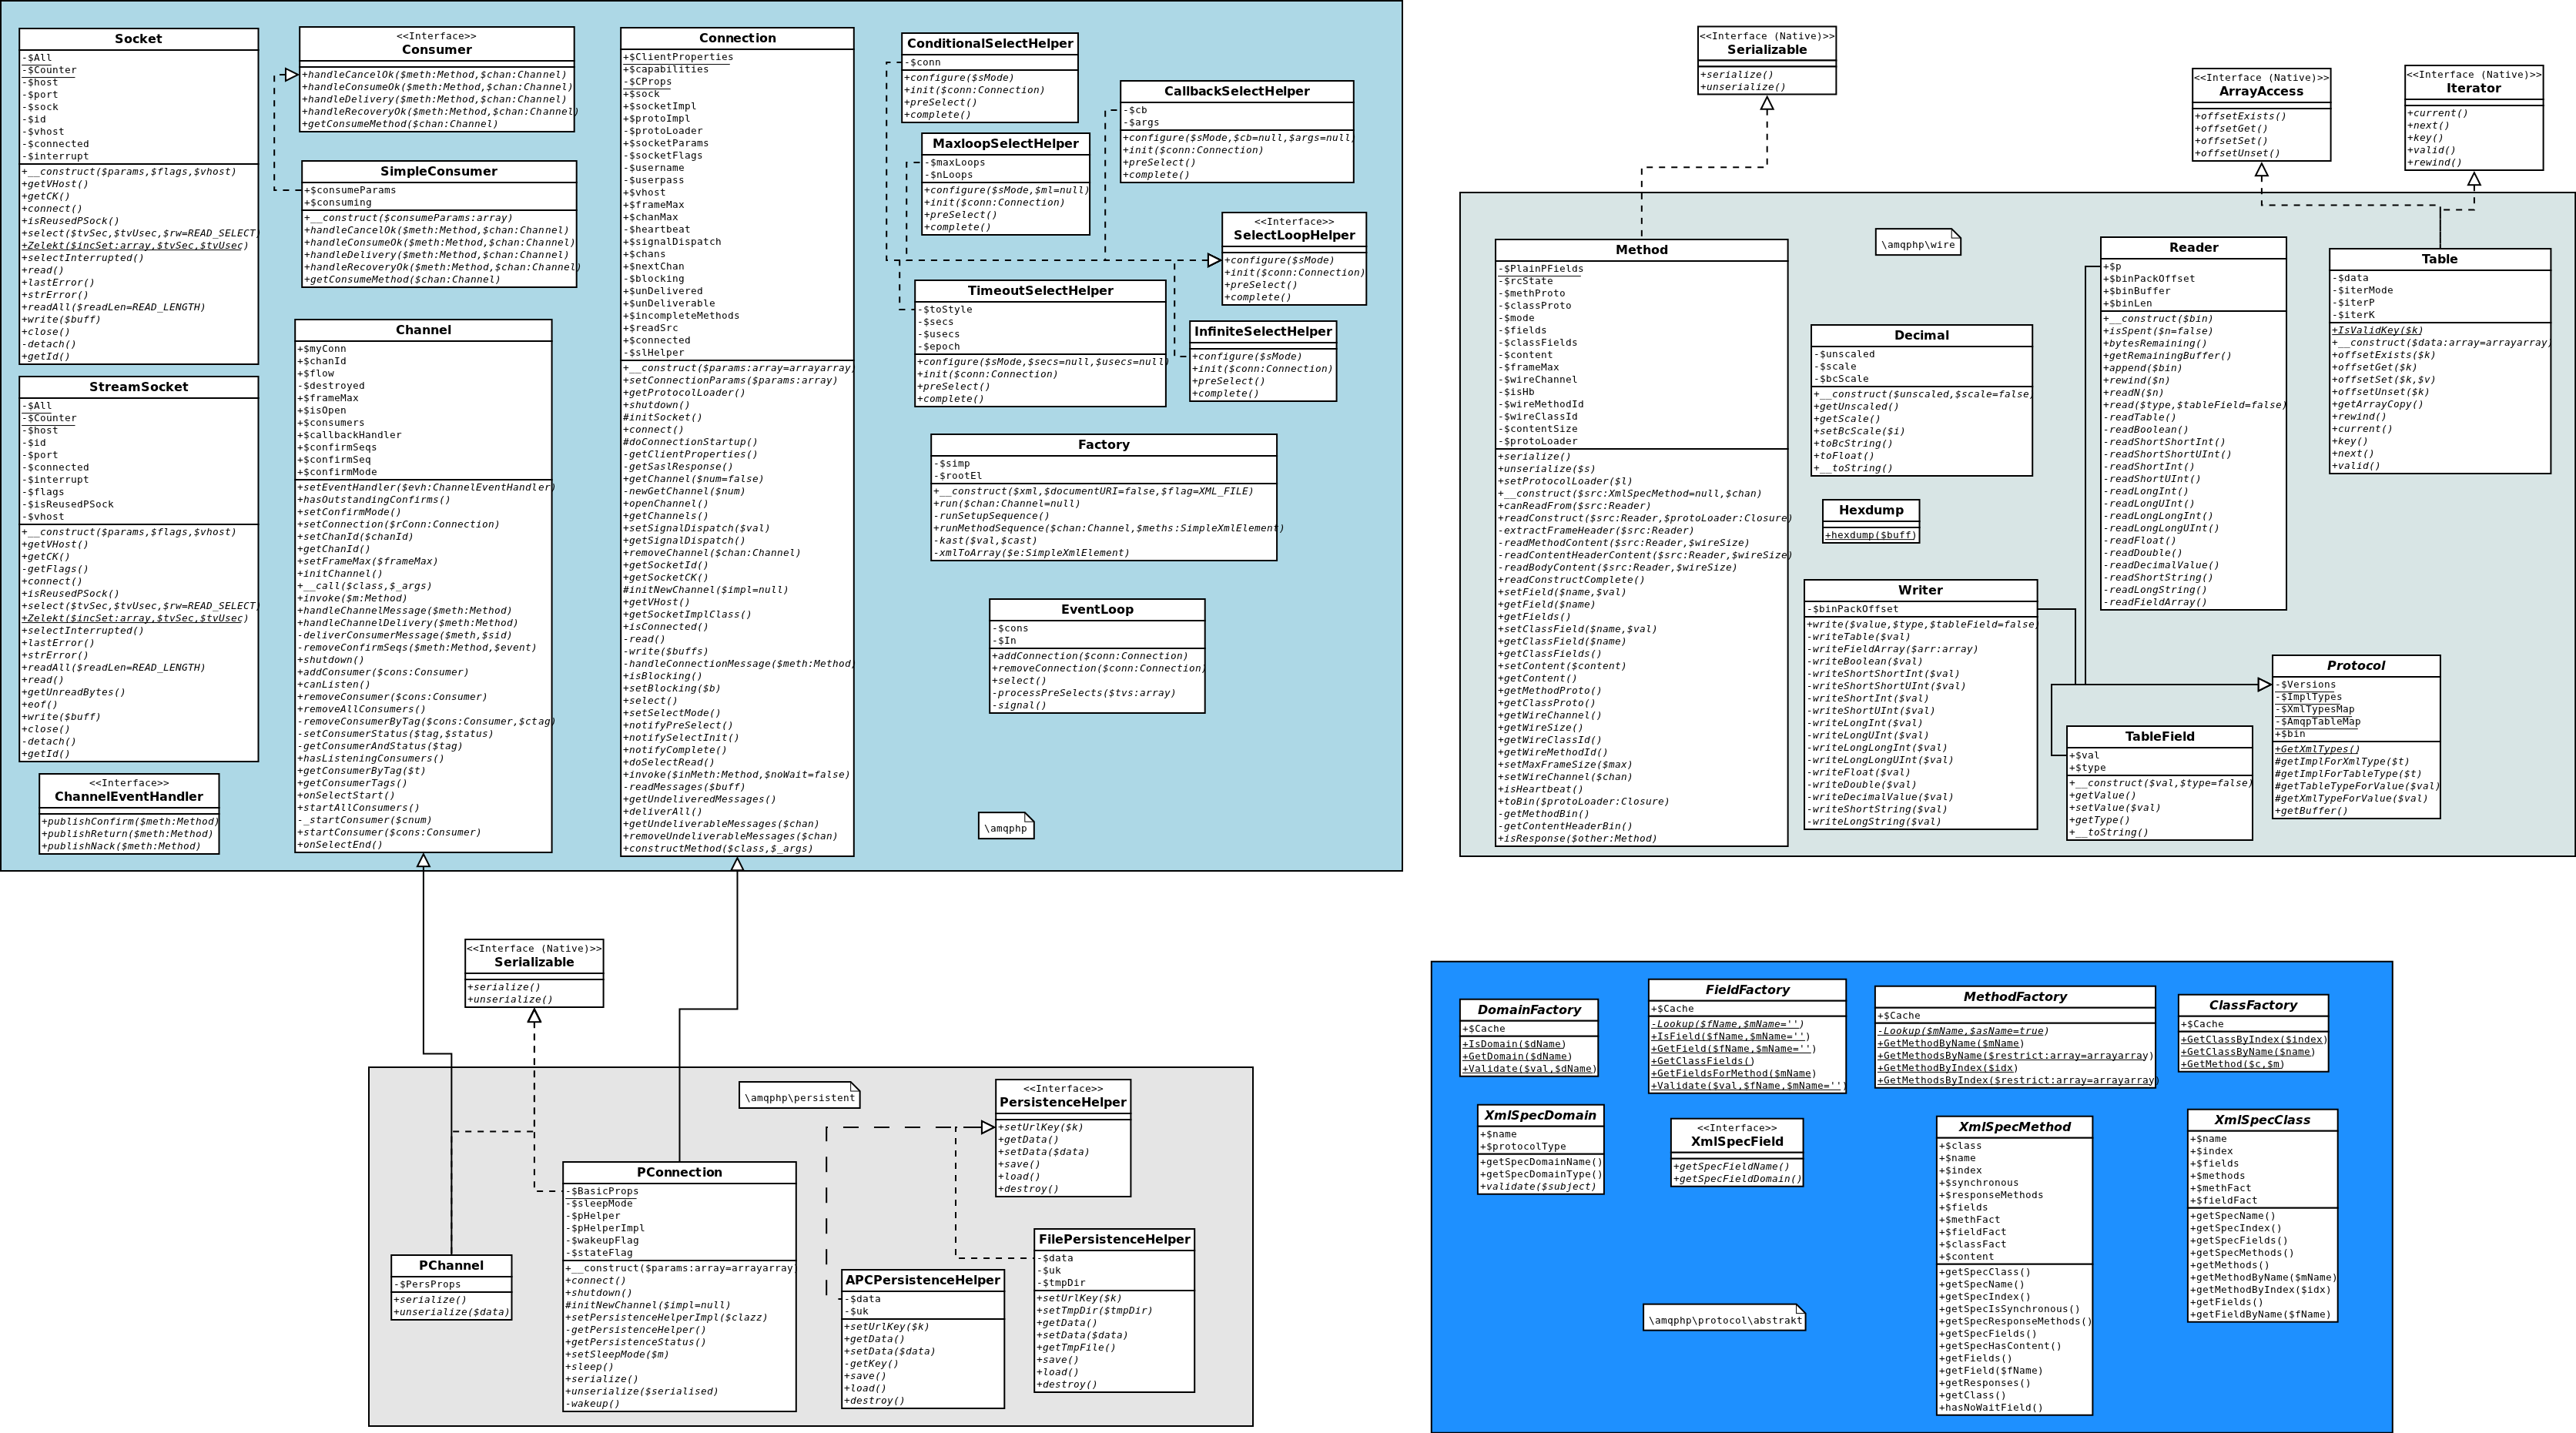 Socket
-$All
-$Counter
-$host
-$port
-$sock
-$id
-$vhost
-$connected
-$interrupt
+__construct($params,$flags,$vhost)
+getVHost()
+getCK()
+connect()
+isReusedPSock()
+select($tvSec,$tvUsec,$rw=READ_SELECT)
+Zelekt($incSet:array,$tvSec,$tvUsec)
+selectInterrupted()
+read()
+lastError()
+strError()
+readAll($readLen=READ_LENGTH)
+write($buff)
+close()
-detach()
+getId()
StreamSocket
-$All
-$Counter
-$host
-$id
-$port
-$connected
-$interrupt
-$flags
-$isReusedPSock
-$vhost
+__construct($params,$flags,$vhost)
+getVHost()
+getCK()
-getFlags()
+connect()
+isReusedPSock()
+select($tvSec,$tvUsec,$rw=READ_SELECT)
+Zelekt($incSet:array,$tvSec,$tvUsec)
+selectInterrupted()
+lastError()
+strError()
+readAll($readLen=READ_LENGTH)
+read()
+getUnreadBytes()
+eof()
+write($buff)
+close()
-detach()
+getId()
<<Interface>>
ChannelEventHandler
+publishConfirm($meth:Method)
+publishReturn($meth:Method)
+publishNack($meth:Method)
<<Interface>>
Consumer
+handleCancelOk($meth:Method,$chan:Channel)
+handleConsumeOk($meth:Method,$chan:Channel)
+handleDelivery($meth:Method,$chan:Channel)
+handleRecoveryOk($meth:Method,$chan:Channel)
+getConsumeMethod($chan:Channel)
SimpleConsumer
+$consumeParams
+$consuming
+__construct($consumeParams:array)
+handleCancelOk($meth:Method,$chan:Channel)
+handleConsumeOk($meth:Method,$chan:Channel)
+handleDelivery($meth:Method,$chan:Channel)
+handleRecoveryOk($meth:Method,$chan:Channel)
+getConsumeMethod($chan:Channel)
Channel
+$myConn
+$chanId
+$flow
-$destroyed
+$frameMax
+$isOpen
+$consumers
+$callbackHandler
+$confirmSeqs
+$confirmSeq
+$confirmMode
+setEventHandler($evh:ChannelEventHandler)
+hasOutstandingConfirms()
+setConfirmMode()
+setConnection($rConn:Connection)
+setChanId($chanId)
+getChanId()
+setFrameMax($frameMax)
+initChannel()
+__call($class,$_args)
+invoke($m:Method)
+handleChannelMessage($meth:Method)
+handleChannelDelivery($meth:Method)
-deliverConsumerMessage($meth,$sid)
-removeConfirmSeqs($meth:Method,$event)
+shutdown()
+addConsumer($cons:Consumer)
+canListen()
+removeConsumer($cons:Consumer)
+removeAllConsumers()
-removeConsumerByTag($cons:Consumer,$ctag)
-setConsumerStatus($tag,$status)
-getConsumerAndStatus($tag)
+hasListeningConsumers()
+getConsumerByTag($t)
+getConsumerTags()
+onSelectStart()
+startAllConsumers()
-_startConsumer($cnum)
+startConsumer($cons:Consumer)
+onSelectEnd()
Connection
+$ClientProperties
+$capabilities
-$CProps
+$sock
+$socketImpl
+$protoImpl
-$protoLoader
+$socketParams
-$socketFlags
-$username
-$userpass
+$vhost
+$frameMax
+$chanMax
-$heartbeat
+$signalDispatch
+$chans
+$nextChan
-$blocking
+$unDelivered
+$unDeliverable
+$incompleteMethods
+$readSrc
+$connected
-$slHelper
+__construct($params:array=arrayarray)
+setConnectionParams($params:array)
+getProtocolLoader()
+shutdown()
#initSocket()
+connect()
#doConnectionStartup()
-getClientProperties()
-getSaslResponse()
+getChannel($num=false)
-newGetChannel($num)
+openChannel()
+getChannels()
+setSignalDispatch($val)
+getSignalDispatch()
+removeChannel($chan:Channel)
+getSocketId()
+getSocketCK()
#initNewChannel($impl=null)
+getVHost()
+getSocketImplClass()
+isConnected()
-read()
-write($buffs)
-handleConnectionMessage($meth:Method)
+isBlocking()
+setBlocking($b)
+select()
+setSelectMode()
+notifyPreSelect()
+notifySelectInit()
+notifyComplete()
+doSelectRead()
+invoke($inMeth:Method,$noWait=false)
-readMessages($buff)
+getUndeliveredMessages()
+deliverAll()
+getUndeliverableMessages($chan)
+removeUndeliverableMessages($chan)
+constructMethod($class,$_args)
ConditionalSelectHelper
-$conn
+configure($sMode)
+init($conn:Connection)
+preSelect()
+complete()
MaxloopSelectHelper
-$maxLoops
-$nLoops
+configure($sMode,$ml=null)
+init($conn:Connection)
+preSelect()
+complete()
CallbackSelectHelper
-$cb
-$args
+configure($sMode,$cb=null,$args=null)
+init($conn:Connection)
+preSelect()
+complete()
<<Interface>>
SelectLoopHelper
+configure($sMode)
+init($conn:Connection)
+preSelect()
+complete()
TimeoutSelectHelper
-$toStyle
-$secs
-$usecs
-$epoch
+configure($sMode,$secs=null,$usecs=null)
+init($conn:Connection)
+preSelect()
+complete()
InfiniteSelectHelper
+configure($sMode)
+init($conn:Connection)
+preSelect()
+complete()
Factory
-$simp
-$rootEl
+__construct($xml,$documentURI=false,$flag=XML_FILE)
+run($chan:Channel=null)
-runSetupSequence()
+runMethodSequence($chan:Channel,$meths:SimpleXmlElement)
-kast($val,$cast)
-xmlToArray($e:SimpleXmlElement)
EventLoop
-$cons
-$In
+addConnection($conn:Connection)
+removeConnection($conn:Connection)
+select()
-processPreSelects($tvs:array)
-signal()
\amqphp
<<Interface (Native)>>
Serializable
+serialize()
+unserialize()
<<Interface (Native)>>
ArrayAccess
+offsetExists()
+offsetGet()
+offsetSet()
+offsetUnset()
<<Interface (Native)>>
Iterator
+current()
+next()
+key()
+valid()
+rewind()
Method
-$PlainPFields
-$rcState
-$methProto
-$classProto
-$mode
-$fields
-$classFields
-$content
-$frameMax
-$wireChannel
-$isHb
-$wireMethodId
-$wireClassId
-$contentSize
-$protoLoader
+serialize()
+unserialize($s)
+setProtocolLoader($l)
+__construct($src:XmlSpecMethod=null,$chan)
+canReadFrom($src:Reader)
+readConstruct($src:Reader,$protoLoader:Closure)
-extractFrameHeader($src:Reader)
-readMethodContent($src:Reader,$wireSize)
-readContentHeaderContent($src:Reader,$wireSize)
-readBodyContent($src:Reader,$wireSize)
+readConstructComplete()
+setField($name,$val)
+getField($name)
+getFields()
+setClassField($name,$val)
+getClassField($name)
+getClassFields()
+setContent($content)
+getContent()
+getMethodProto()
+getClassProto()
+getWireChannel()
+getWireSize()
+getWireClassId()
+getWireMethodId()
+setMaxFrameSize($max)
+setWireChannel($chan)
+isHeartbeat()
+toBin($protoLoader:Closure)
-getMethodBin()
-getContentHeaderBin()
+isResponse($other:Method)
\amqphp\wire
Decimal
-$unscaled
-$scale
-$bcScale
+__construct($unscaled,$scale=false)
+getUnscaled()
+getScale()
+setBcScale($i)
+toBcString()
+toFloat()
+__toString()
Hexdump
+hexdump($buff)
Writer
-$binPackOffset
+write($value,$type,$tableField=false)
-writeTable($val)
-writeFieldArray($arr:array)
-writeBoolean($val)
-writeShortShortInt($val)
-writeShortShortUInt($val)
-writeShortInt($val)
-writeShortUInt($val)
-writeLongInt($val)
-writeLongUInt($val)
-writeLongLongInt($val)
-writeLongLongUInt($val)
-writeFloat($val)
-writeDouble($val)
-writeDecimalValue($val)
-writeShortString($val)
-writeLongString($val)
Reader
+$p
+$binPackOffset
+$binBuffer
+$binLen
+__construct($bin)
+isSpent($n=false)
+bytesRemaining()
+getRemainingBuffer()
+append($bin)
+rewind($n)
+readN($n)
+read($type,$tableField=false)
-readTable()
-readBoolean()
-readShortShortInt()
-readShortShortUInt()
-readShortInt()
-readShortUInt()
-readLongInt()
-readLongUInt()
-readLongLongInt()
-readLongLongUInt()
-readFloat()
-readDouble()
-readDecimalValue()
-readShortString()
-readLongString()
-readFieldArray()
Table
-$data
-$iterMode
-$iterP
-$iterK
+IsValidKey($k)
+__construct($data:array=arrayarray)
+offsetExists($k)
+offsetGet($k)
+offsetSet($k,$v)
+offsetUnset($k)
+getArrayCopy()
+rewind()
+current()
+key()
+next()
+valid()
Protocol
-$Versions
-$ImplTypes
-$XmlTypesMap
-$AmqpTableMap
+$bin
+GetXmlTypes()
#getImplForXmlType($t)
#getImplForTableType($t)
#getTableTypeForValue($val)
#getXmlTypeForValue($val)
+getBuffer()
TableField
+$val
+$type
+__construct($val,$type=false)
+getValue()
+setValue($val)
+getType()
+__toString()
<<Interface (Native)>>
Serializable
+serialize()
+unserialize()
\amqphp\persistent
PChannel
-$PersProps
+serialize()
+unserialize($data)
PConnection
-$BasicProps
-$sleepMode
-$pHelper
-$pHelperImpl
-$wakeupFlag
-$stateFlag
+__construct($params:array=arrayarray)
+connect()
+shutdown()
#initNewChannel($impl=null)
+setPersistenceHelperImpl($clazz)
-getPersistenceHelper()
+getPersistenceStatus()
+setSleepMode($m)
+sleep()
+serialize()
+unserialize($serialised)
-wakeup()
<<Interface>>
PersistenceHelper
+setUrlKey($k)
+getData()
+setData($data)
+save()
+load()
+destroy()
APCPersistenceHelper
-$data
-$uk
+setUrlKey($k)
+getData()
+setData($data)
-getKey()
+save()
+load()
+destroy()
FilePersistenceHelper
-$data
-$uk
-$tmpDir
+setUrlKey($k)
+setTmpDir($tmpDir)
+getData()
+setData($data)
+getTmpFile()
+save()
+load()
+destroy()
DomainFactory
+$Cache
+IsDomain($dName)
+GetDomain($dName)
+Validate($val,$dName)
FieldFactory
+$Cache
-Lookup($fName,$mName='')
+IsField($fName,$mName='')
+GetField($fName,$mName='')
+GetClassFields()
+GetFieldsForMethod($mName)
+Validate($val,$fName,$mName='')
MethodFactory
+$Cache
-Lookup($mName,$asName=true)
+GetMethodByName($mName)
+GetMethodsByName($restrict:array=arrayarray)
+GetMethodByIndex($idx)
+GetMethodsByIndex($restrict:array=arrayarray)
ClassFactory
+$Cache
+GetClassByIndex($index)
+GetClassByName($name)
+GetMethod($c,$m)
XmlSpecDomain
+$name
+$protocolType
+getSpecDomainName()
+getSpecDomainType()
+validate($subject)
<<Interface>>
XmlSpecField
+getSpecFieldName()
+getSpecFieldDomain()
XmlSpecMethod
+$class
+$name
+$index
+$synchronous
+$responseMethods
+$fields
+$methFact
+$fieldFact
+$classFact
+$content
+getSpecClass()
+getSpecName()
+getSpecIndex()
+getSpecIsSynchronous()
+getSpecResponseMethods()
+getSpecFields()
+getSpecHasContent()
+getFields()
+getField($fName)
+getResponses()
+getClass()
+hasNoWaitField()
XmlSpecClass
+$name
+$index
+$fields
+$methods
+$methFact
+$fieldFact
+getSpecName()
+getSpecIndex()
+getSpecFields()
+getSpecMethods()
+getMethods()
+getMethodByName($mName)
+getMethodByIndex($idx)
+getFields()
+getFieldByName($fName)
\amqphp\protocol\abstrakt